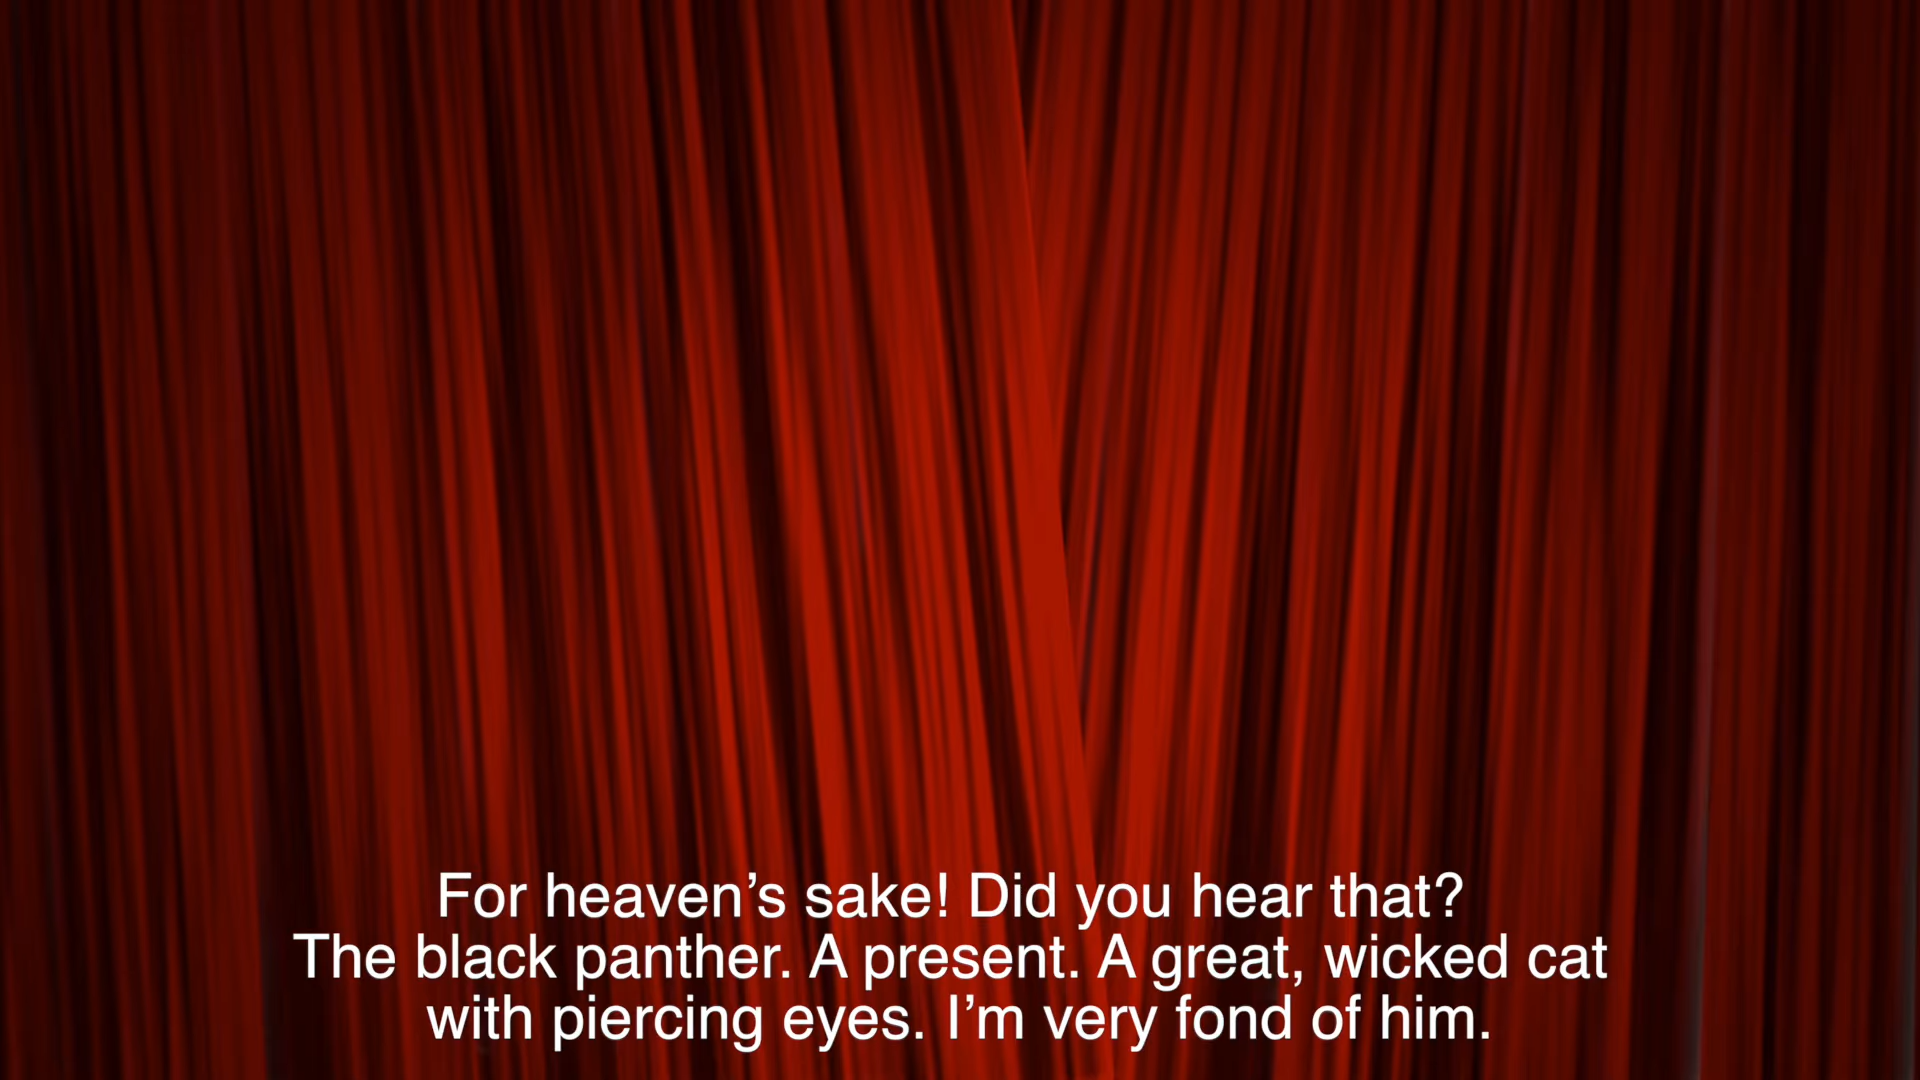 For heaven’s sake! Did you hear that?
The black panther. A present. A great, wicked cat
with piercing eyes. I’m very fond of him.